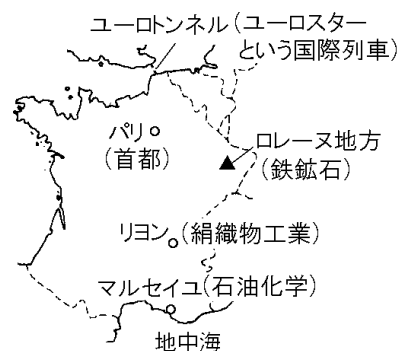 ユーロトンネル(ユーロスター
という国際列車)
パリ
(首都)
ロレーヌ地方
(鉄鉱石)
リヨン(絹織物工業)
マルセイユ(石油化学)
地中海